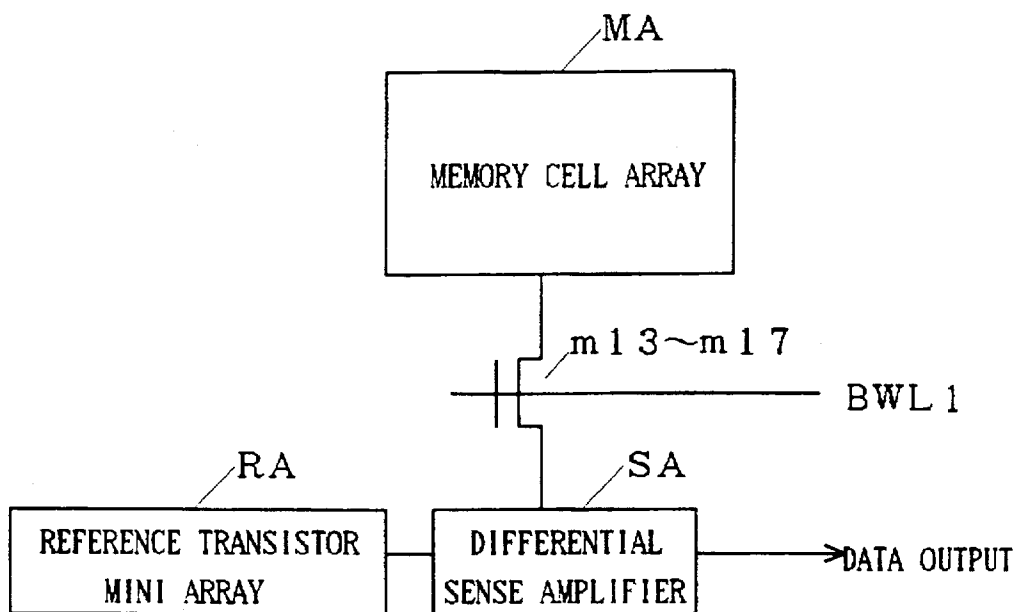 MA
MEMORY CELL ARRAY
m13～m17
BWL1
RA
SA
REFERENCE TRANSISTOR
MINI ARRAY
DIFFERENTIAL
SENSE AMPLIFIER
DATA OUTPUT